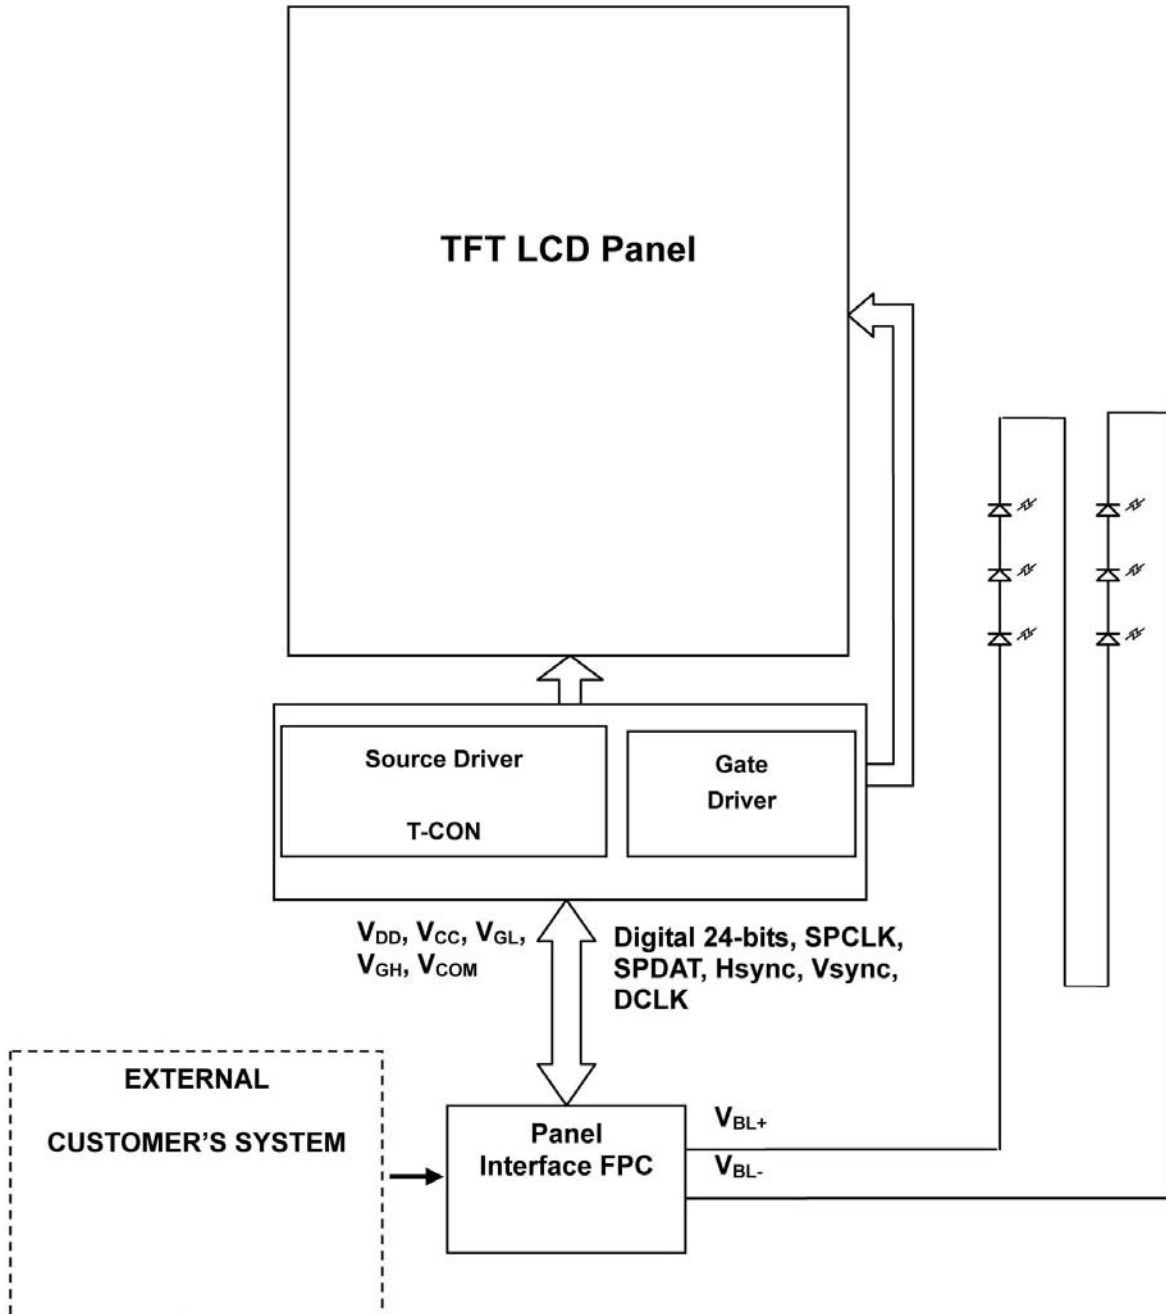 TFT LCD Panel
Source Driver
T-CON
Gate
Driver
VDD, VCC, VGL,
VGH, VCOM
Digital 24-bits, SPCLK,
SPDAT, Hsync, Vsync,
DCLK
EXTERNAL
CUSTOMER'S SYSTEM
Panel
Interface FPC
VBL+
VBL-